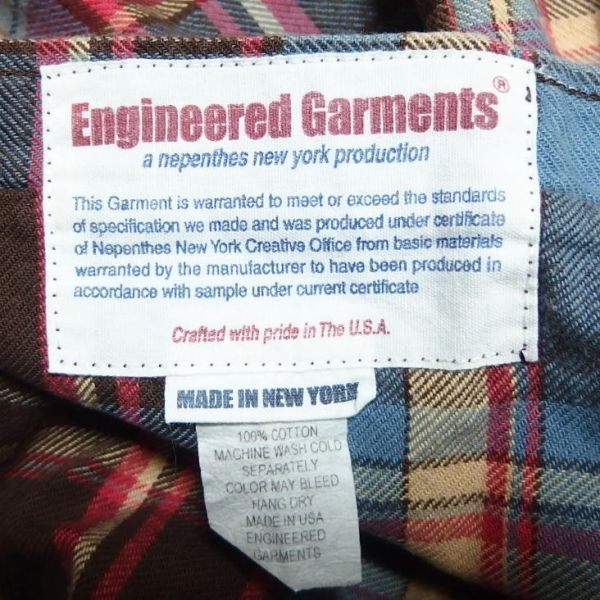 Engineered Garments®
a nepenthes new york production
This Garment is warranted to meet or exceed the standards
of specification we made and was produced under certificate
of Nepenthes New York Creative Office from basic materials
warranted by the manufacturer to have been produced in
accordance with sample under current certificate
Crafted with pride in The U.S.A.
MADE IN NEW YORK
100% COTTON
MACHINE WASH COLD
SEPARATELY
COLOR MAY BLEED
HANG DRY
MADE IN USA
ENGINEERED
GARMENTS